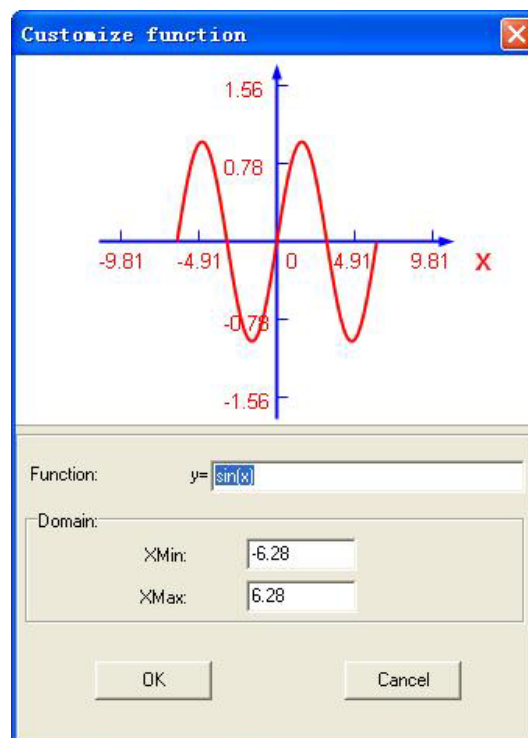 Customize function
1.56
0.78
-9.81 -4.91 0 4.91 9.81 X
-0.78
-1.56
Function: y= sin(x)
Domain:
XMin: -6.28
XMax: 6.28
OK Cancel